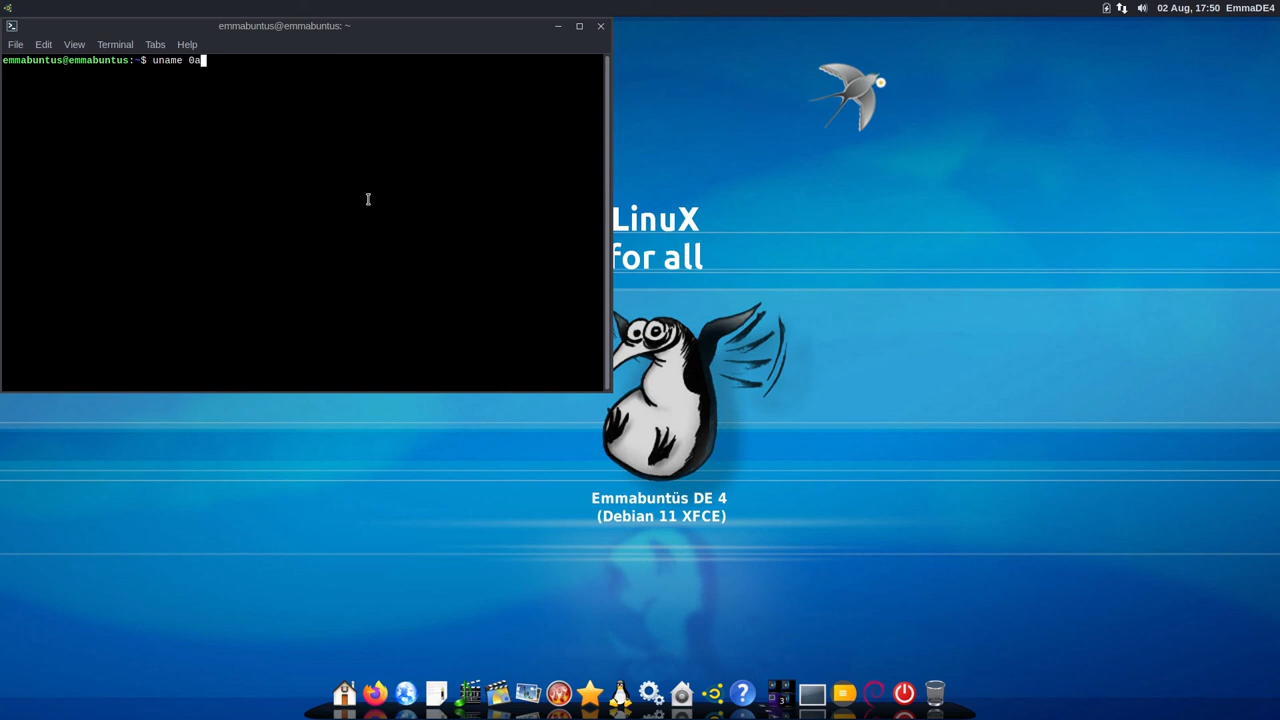 02 Aug, 17:50 EmmaDE4
emmabuntus@emmabuntus: ~
File Edit View Terminal Tabs Help
emmabuntus@emmabuntus:~$ uname 0a
LinuX
for all
Emmabuntüs DE 4
(Debian 11 XFCE)
3